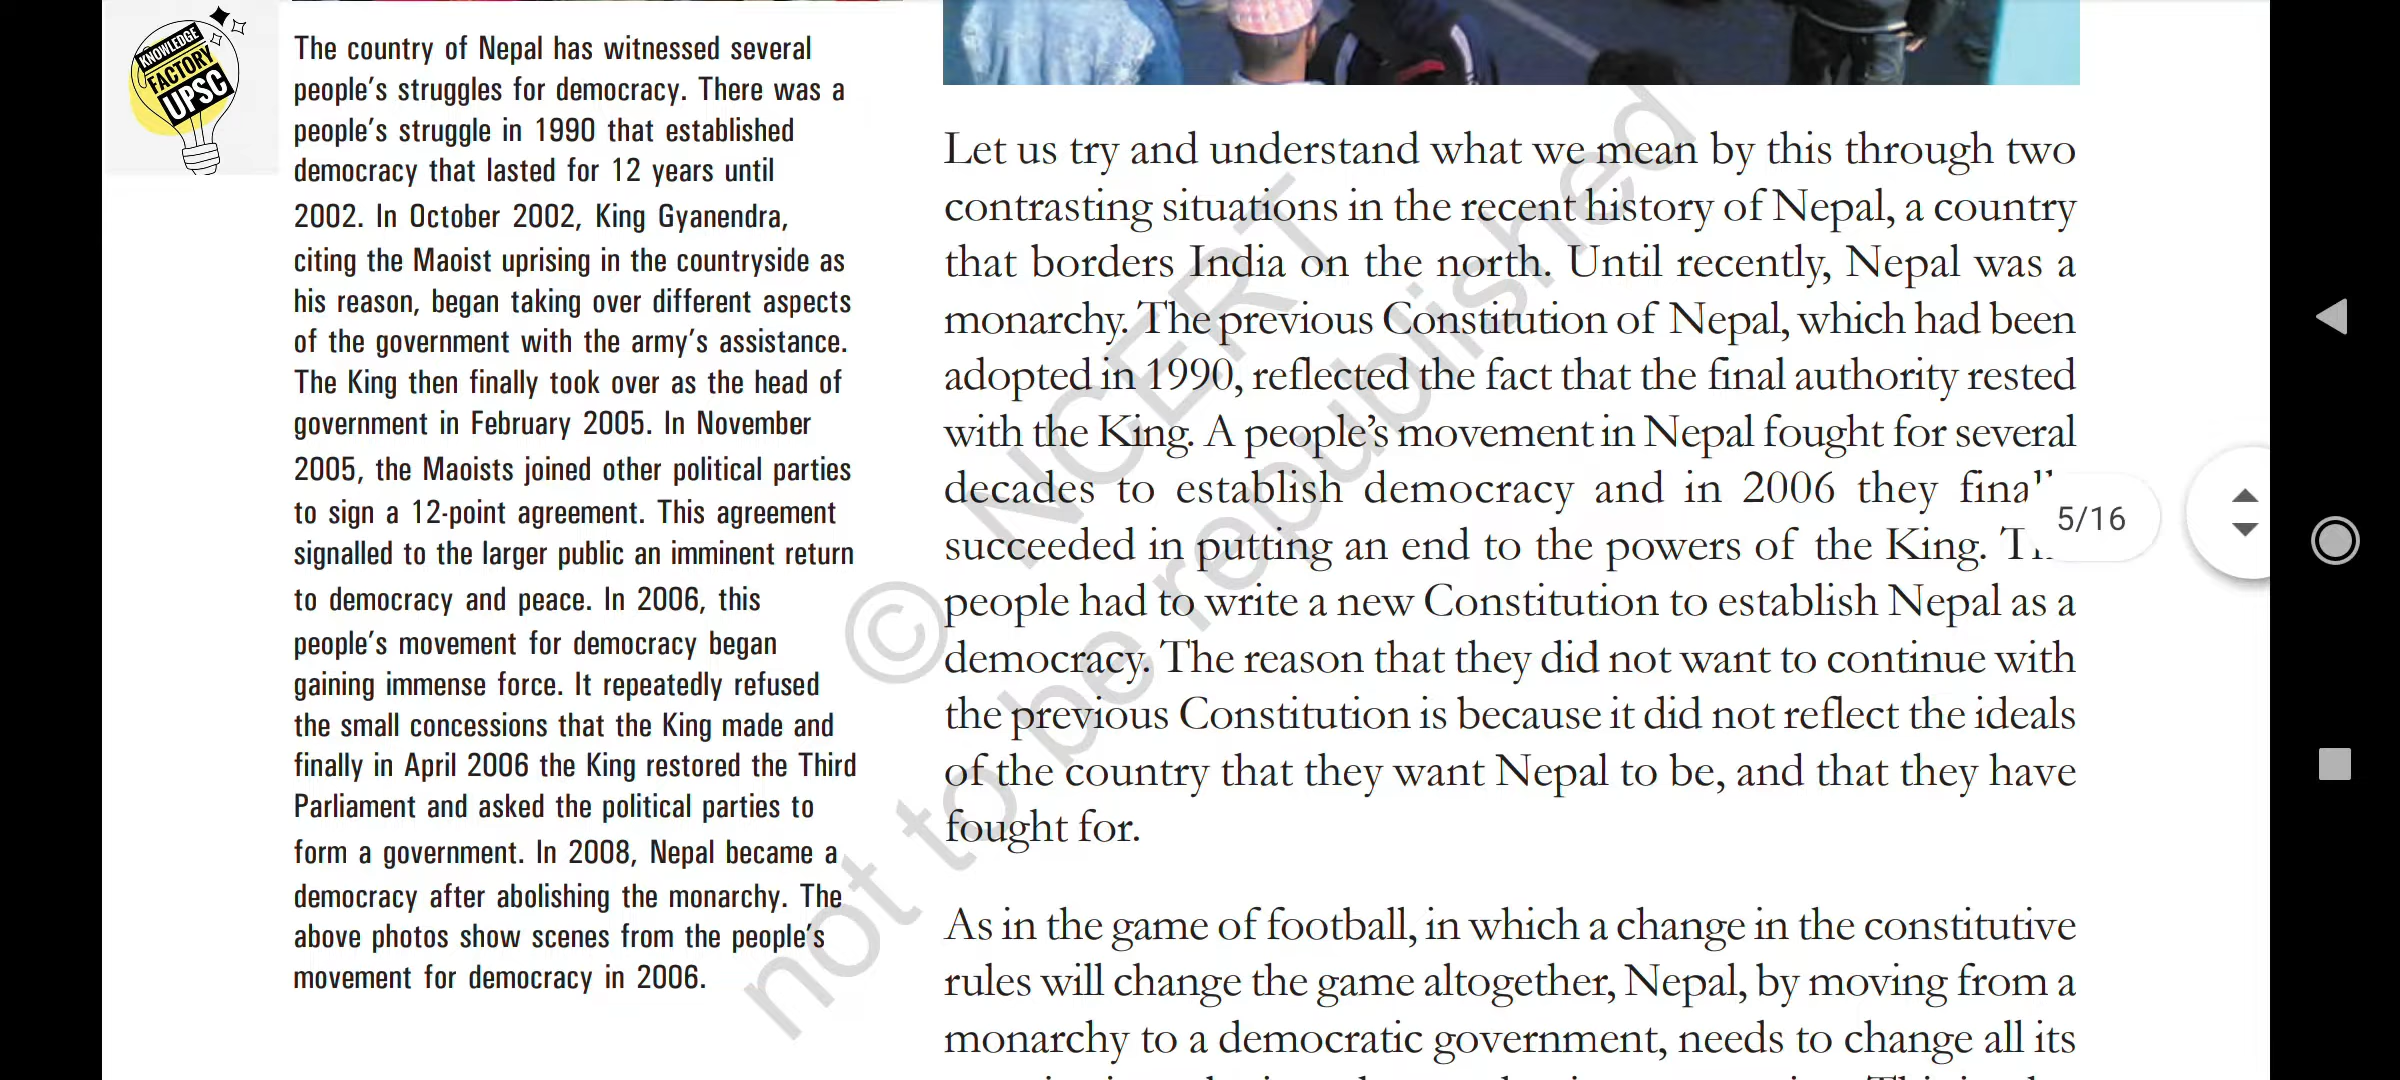 KNOWLEDGE
FACTORY
UPSC
The country of Nepal has witnessed several
people's struggles for democracy. There was a
people's struggle in 1990 that established
democracy that lasted for 12 years until
2002. In October 2002, King Gyanendra,
citing the Maoist uprising in the countryside as
his reason, began taking over different aspects
of the government with the army's assistance.
The King then finally took over as the head of
government in February 2005. In November
2005, the Maoists joined other political parties
to sign a 12-point agreement. This agreement
signalled to the larger public an imminent return
to democracy and peace. In 2006, this
people's movement for democracy began
gaining immense force. It repeatedly refused
the small concessions that the King made and
finally in April 2006 the King restored the Third
Parliament and asked the political parties to
form a government. In 2008, Nepal became a
democracy after abolishing the monarchy. The
above photos show scenes from the people's
movement for democracy in 2006.
Let us try and understand what we mean by this through two
contrasting situations in the recent history of Nepal, a country
that borders India on the north. Until recently, Nepal was a
monarchy. The previous Constitution of Nepal, which had been
adopted in 1990, reflected the fact that the final authority rested
with the King. A people's movement in Nepal fought for several
decades to establish democracy and in 2006 they
succeeded in putting an end to the powers of the King.
people had to write a new Constitution to establish Nepal as a
democracy. The reason that they did not want to continue with
the previous Constitution is because it did not reflect the ideals
of the country that they want Nepal to be, and that they have
fought for.
As in the game of football, in which a change in the constitutive
rules will change the game altogether, Nepal, by moving from a
monarchy to a democratic government, needs to change all its
© NCERT
not to be republished
5/16